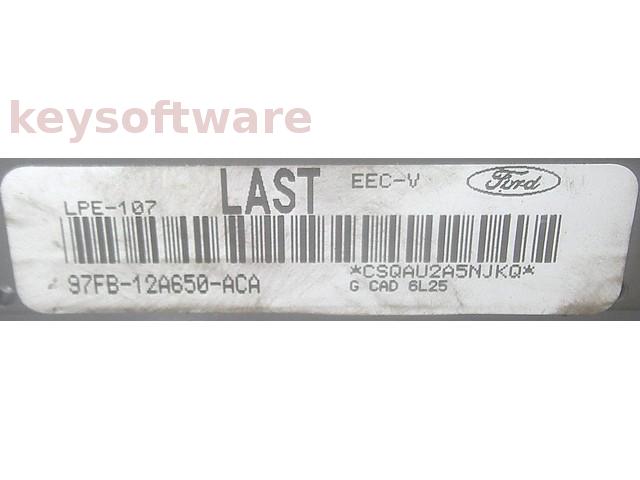 keysoftware
LAST EEC-V Ford
LPE-107
*CSQAU2A5NJKQ*
97FB-12A650-ACA
G CAD 6L25